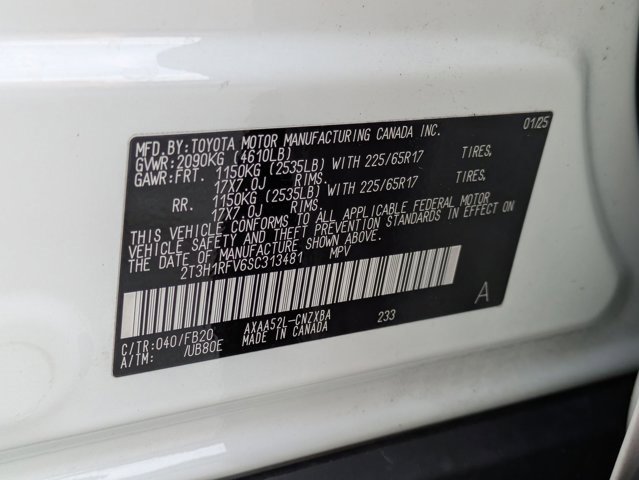 MFD.BY:TOYOTA MOTOR MANUFACTURING CANADA INC. 01/25
GVWR:2090KG (4610LB)
GAWR:FRT. 1150KG (2535LB) WITH 225/65R17 TIRES,
17X7.0J RIMS.
RR. 1150KG (2535LB) WITH 225/65R17 TIRES,
17X7.0J RIMS.
THIS VEHICLE CONFORMS TO ALL APPLICABLE FEDERAL MOTOR
VEHICLE SAFETY AND THEFT PREVENTION STANDARDS IN EFFECT ON
THE DATE OF MANUFACTURE SHOWN ABOVE.
2T3H1RFV6SC313481 MPV
A
C/TR:040/FB20 AXAA52L-CNZXBA 233
A/TM: /UB80E MADE IN CANADA